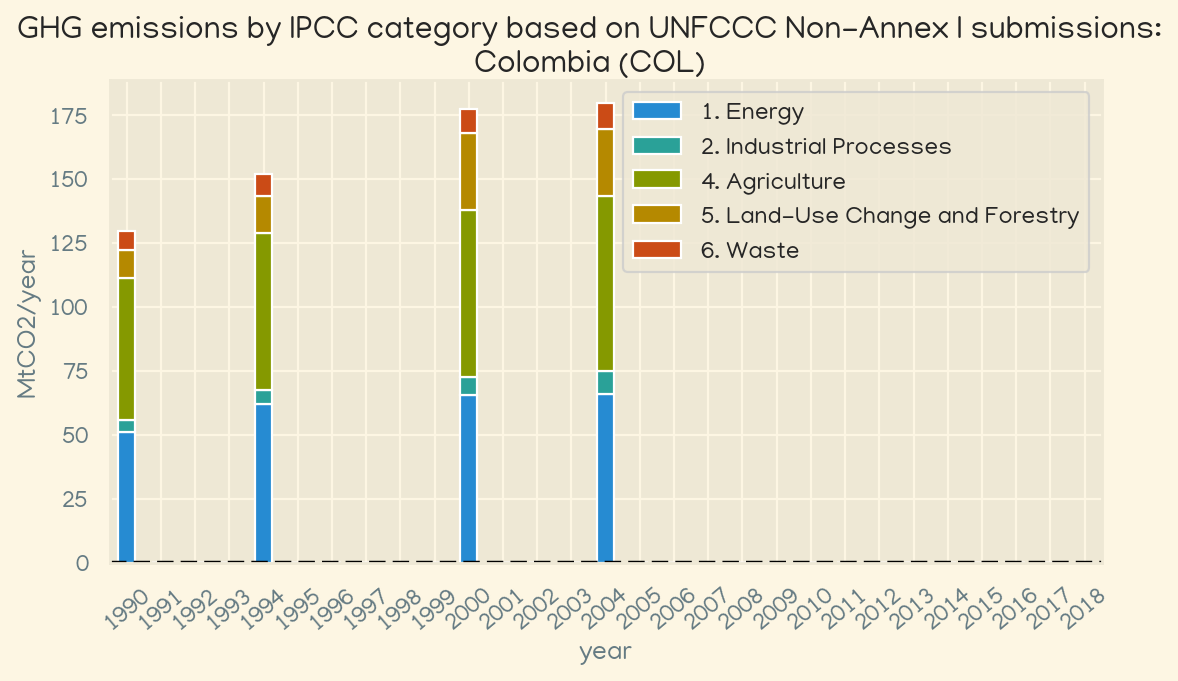 GHG emissions by IPCC category based on UNFCCC Non-Annex I submissions:
Colombia (COL)
1. Energy
2. Industrial Processes
4. Agriculture
5. Land-Use Change and Forestry
6. Waste
MtCO2/year
175
150
125
100
75
50
25
0
1990 1991 1992 1993 1994 1995 1996 1997 1998 1999 2000 2001 2002 2003 2004 2005 2006 2007 2008 2009 2010 2011 2012 2013 2014 2015 2016 2017 2018
year